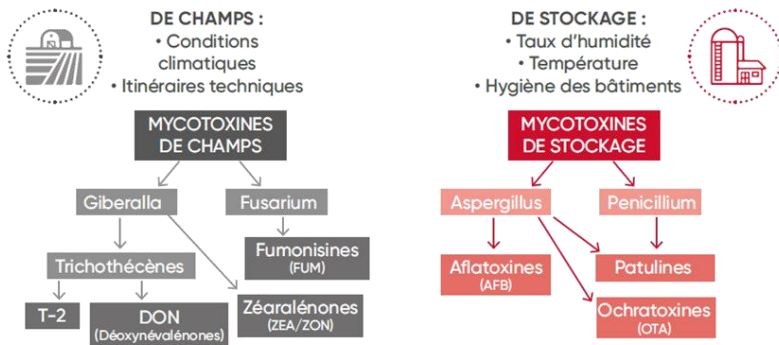 DE CHAMPS :
• Conditions
climatiques
• Itinéraires techniques
MYCOTOXINES
DE CHAMPS
Giberalla
Fusarium
Trichothécènes
Fumonisines
(FUM)
T-2
DON
(Déoxynévalénones)
Zéaralénones
(ZEA/ZON)
DE STOCKAGE :
• Taux d'humidité
• Température
• Hygiène des bâtiments
MYCOTOXINES
DE STOCKAGE
Aspergillus
Penicillium
Aflatoxines
(AFB)
Patulines
Ochratoxines
(OTA)